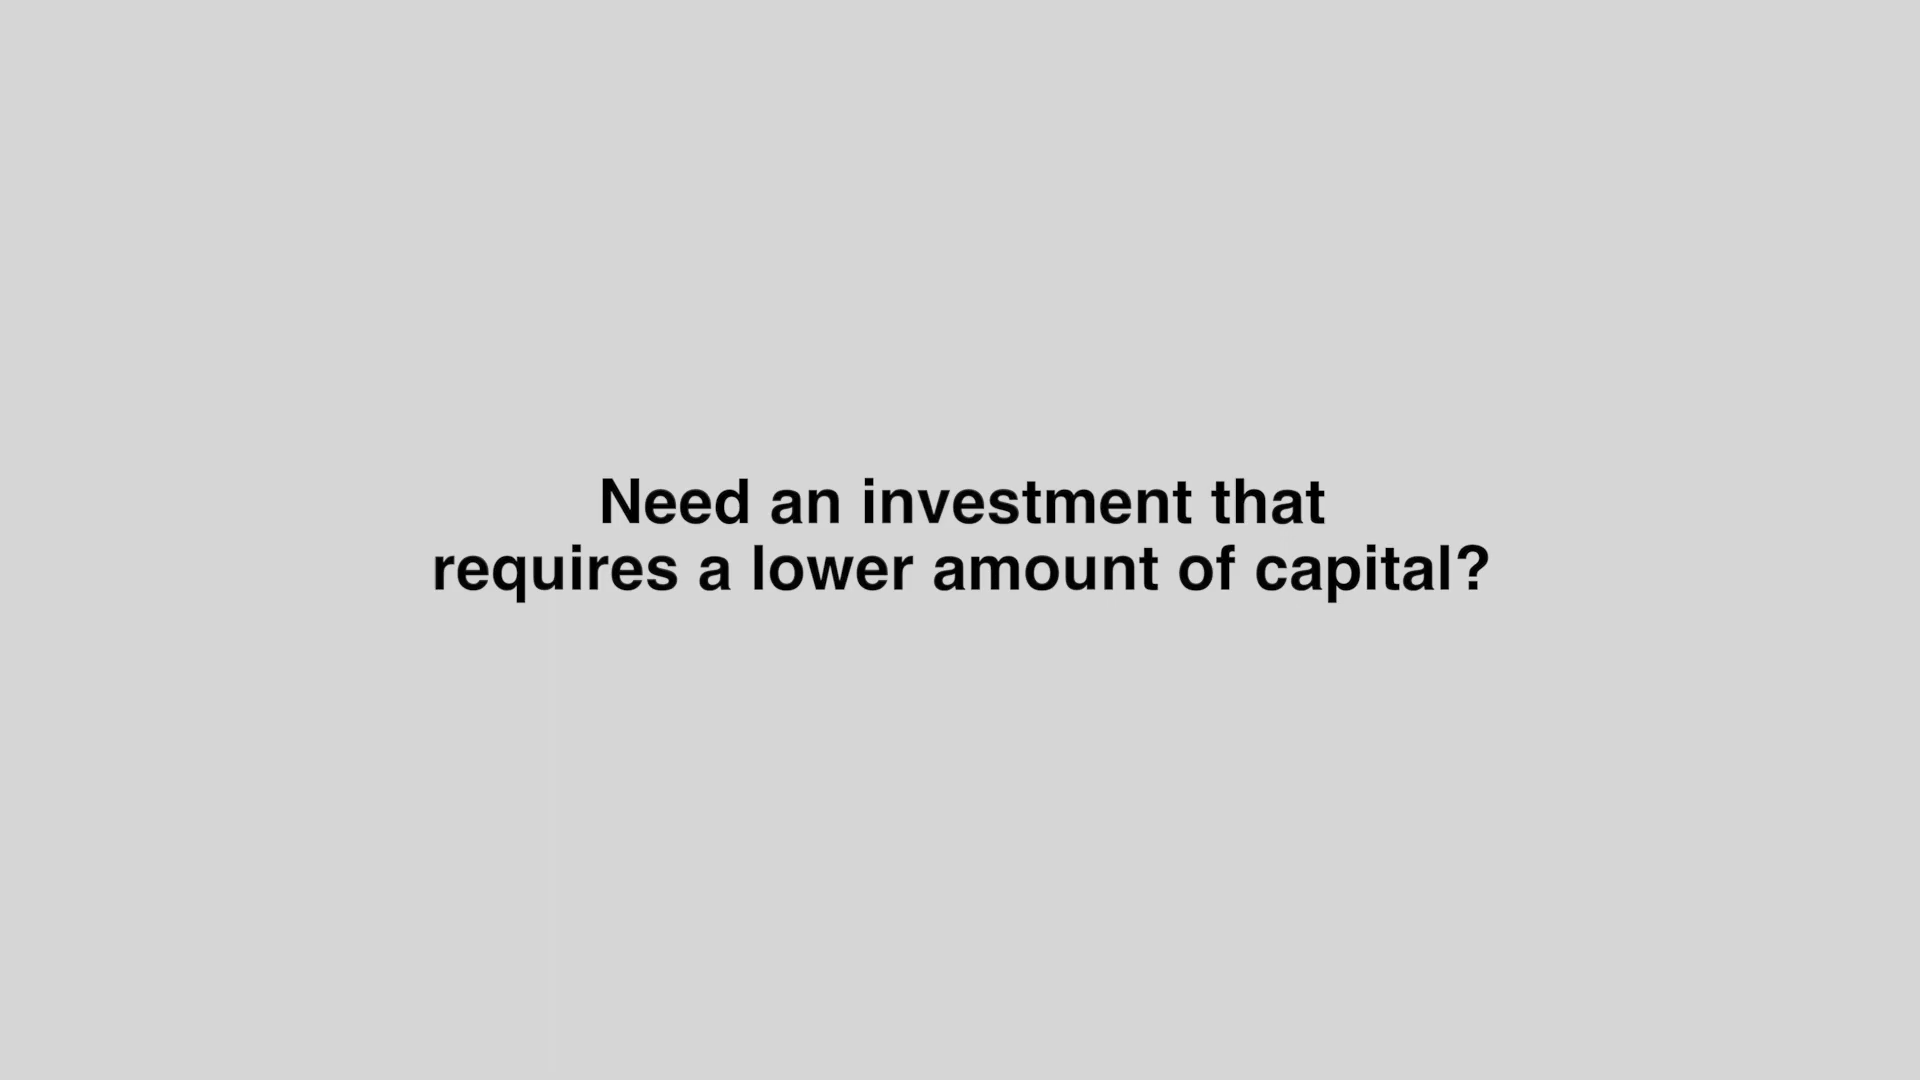 Need an investment that
requires a lower amount of capital?